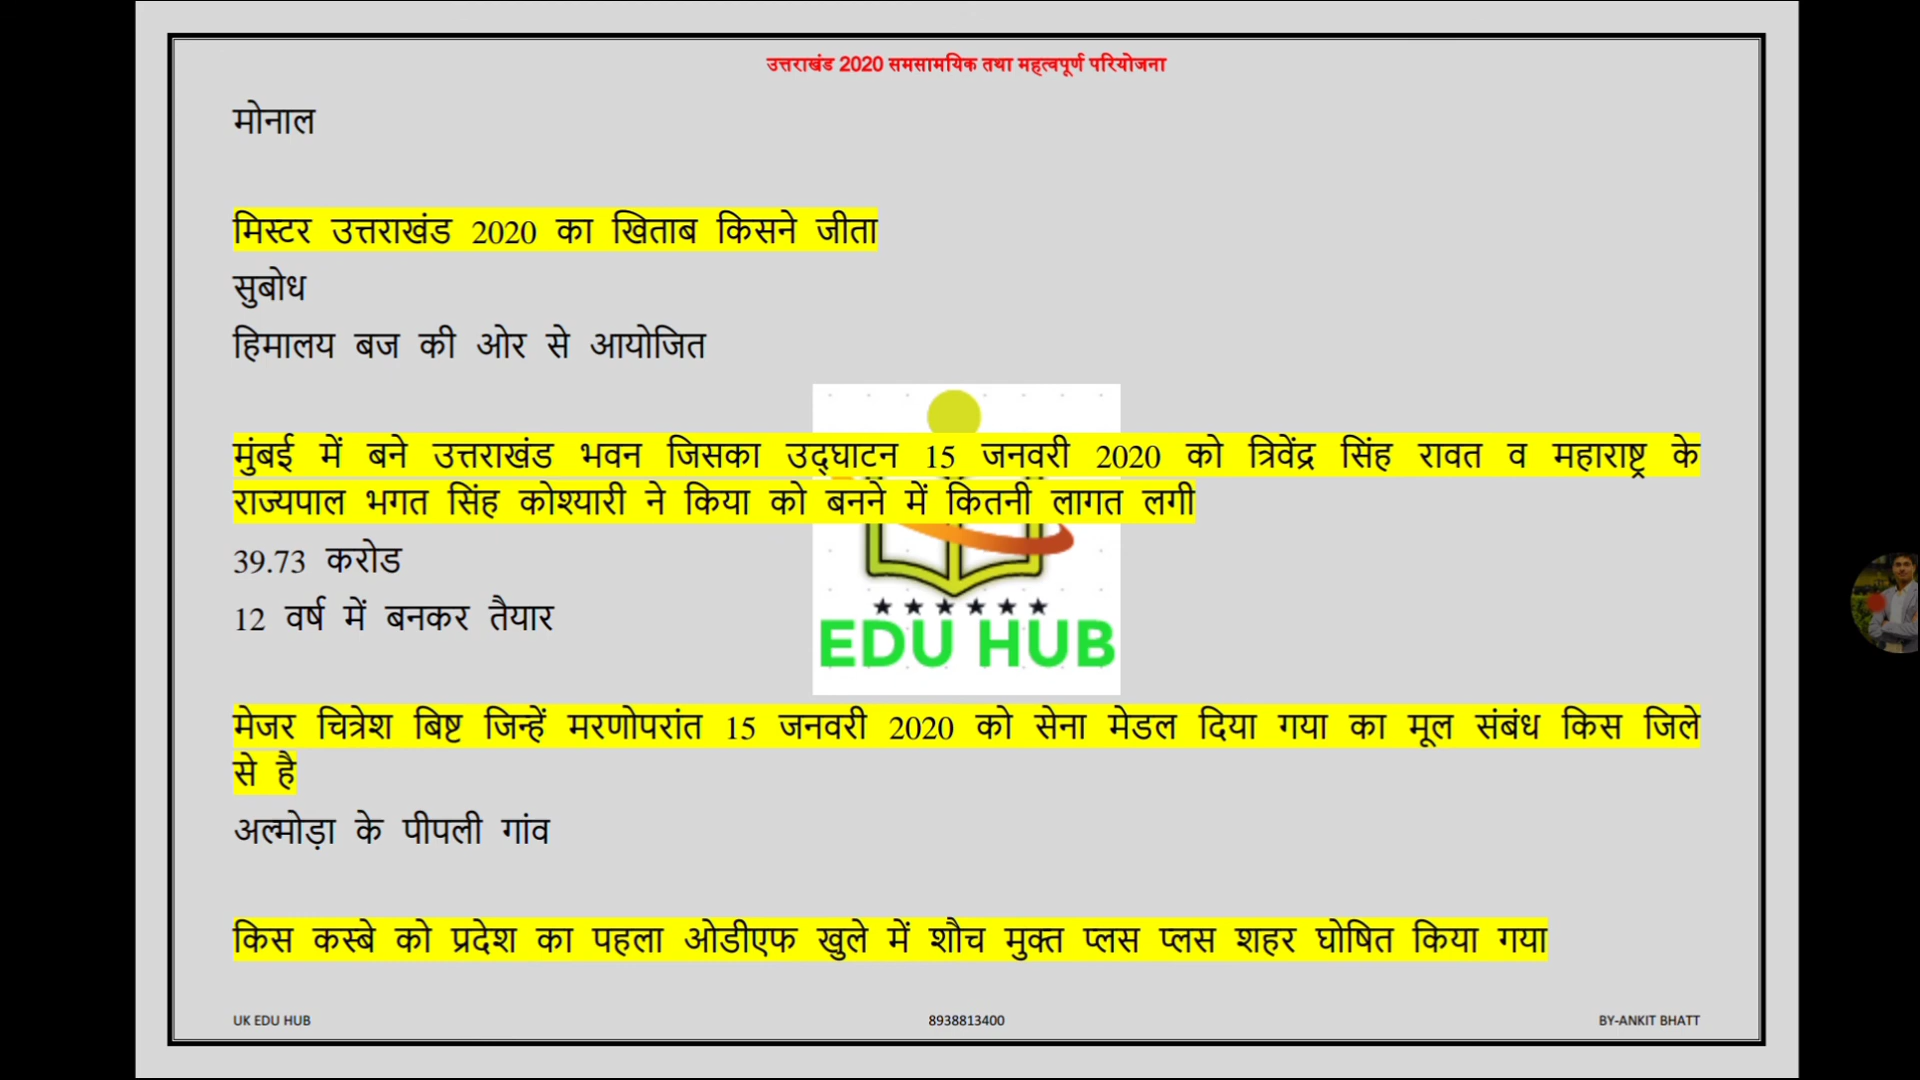 उत्तराखंड 2020 समसामयिक तथा महत्वपूर्ण परियोजना
मोनाल
मिस्टर उत्तराखंड 2020 का खिताब किसने जीता
सुबोध
हिमालय बज की ओर से आयोजित
मुंबई में बने उत्तराखंड भवन जिसका उद्घाटन 15 जनवरी 2020 को त्रिवेंद्र सिंह रावत व महाराष्ट्र के
राज्यपाल भगत सिंह कोश्यारी ने किया को बनने में कितनी लागत लगी
39.73 करोड
12 वर्ष में बनकर तैयार
EDU HUB
मेजर चित्रेश बिष्ट जिन्हें मरणोपरांत 15 जनवरी 2020 को सेना मेडल दिया गया का मूल संबंध किस जिले
से है
अल्मोड़ा के पीपली गांव
किस कस्बे को प्रदेश का पहला ओडीएफ खुले में शौच मुक्त प्लस प्लस शहर घोषित किया गया
UK EDU HUB 8938813400 BY-ANKIT BHATT